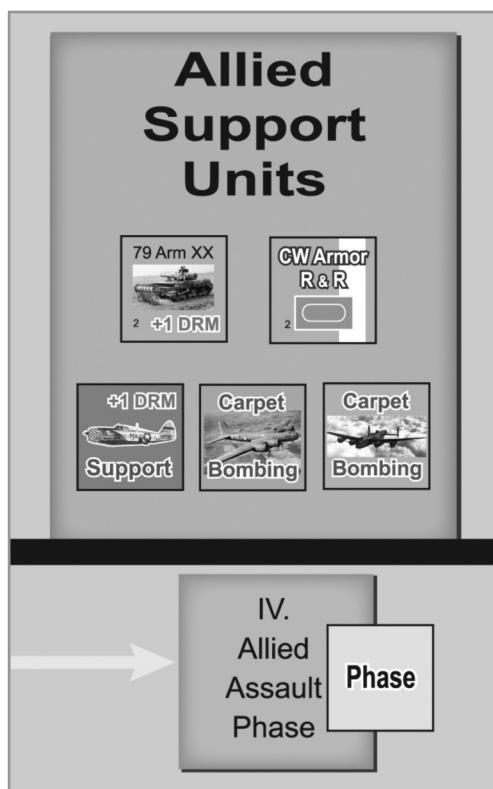 Allied
Support
Units
79 Arm XX
2 +1 DRM
CW Armor
R & R
2
+1 DRM
Support
Carpet
Bombing
Carpet
Bombing
IV.
Allied
Assault
Phase
Phase